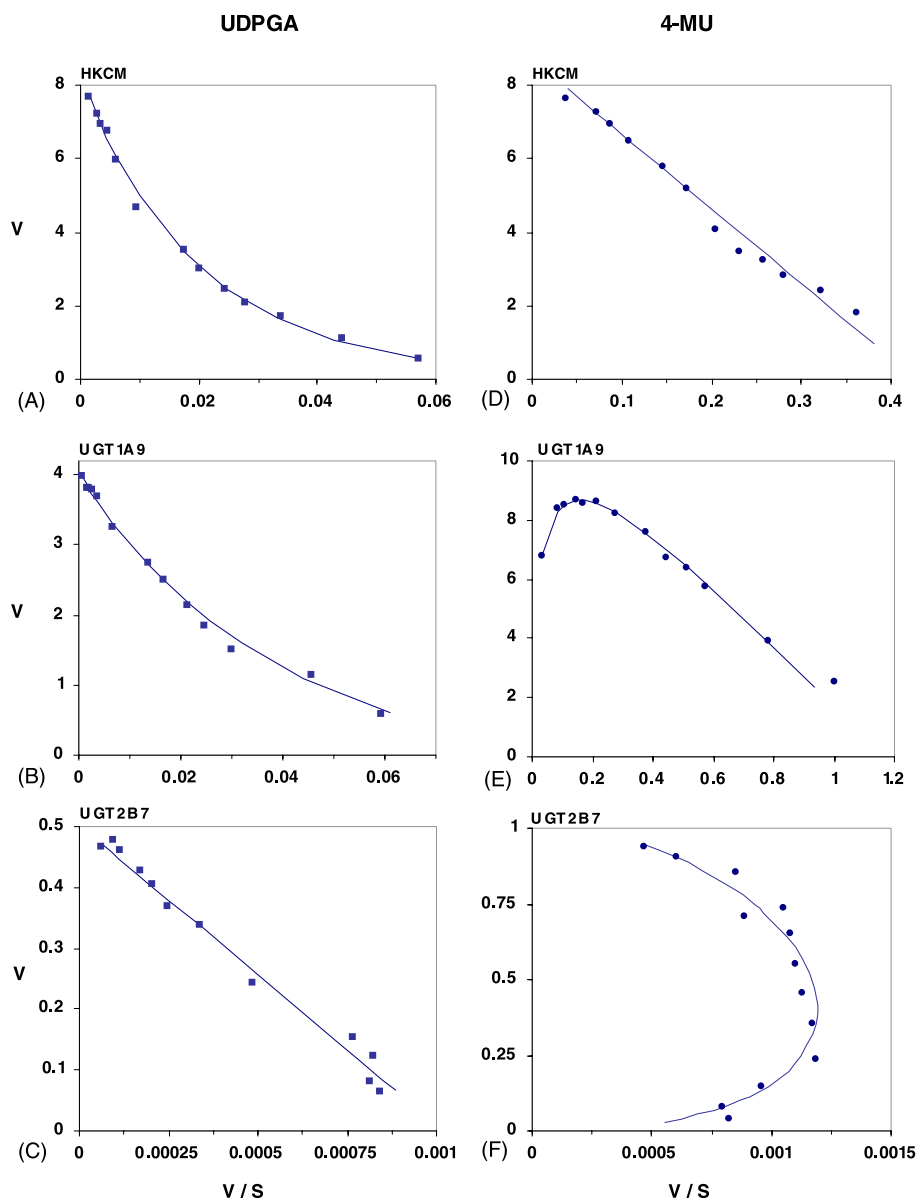 UDPGA 4-MU
HKCM
8
6
V
4
2
0
(A)
0 0.02 0.04 0.06
HKCM
8
6
4
2
0
(D)
0 0.1 0.2 0.3 0.4
UGT1A9
4
3
V
2
1
0
(B)
0 0.02 0.04 0.06
UGT1A9
10
8
6
4
2
0
(E)
0 0.2 0.4 0.6 0.8 1 1.2
UGT2B7
0.5
0.4
0.3
V
0.2
0.1
0
(C)
0 0.00025 0.0005 0.00075 0.001
V / S
UGT2B7
1
0.75
0.5
0.25
0
(F)
0 0.0005 0.001 0.0015
V / S